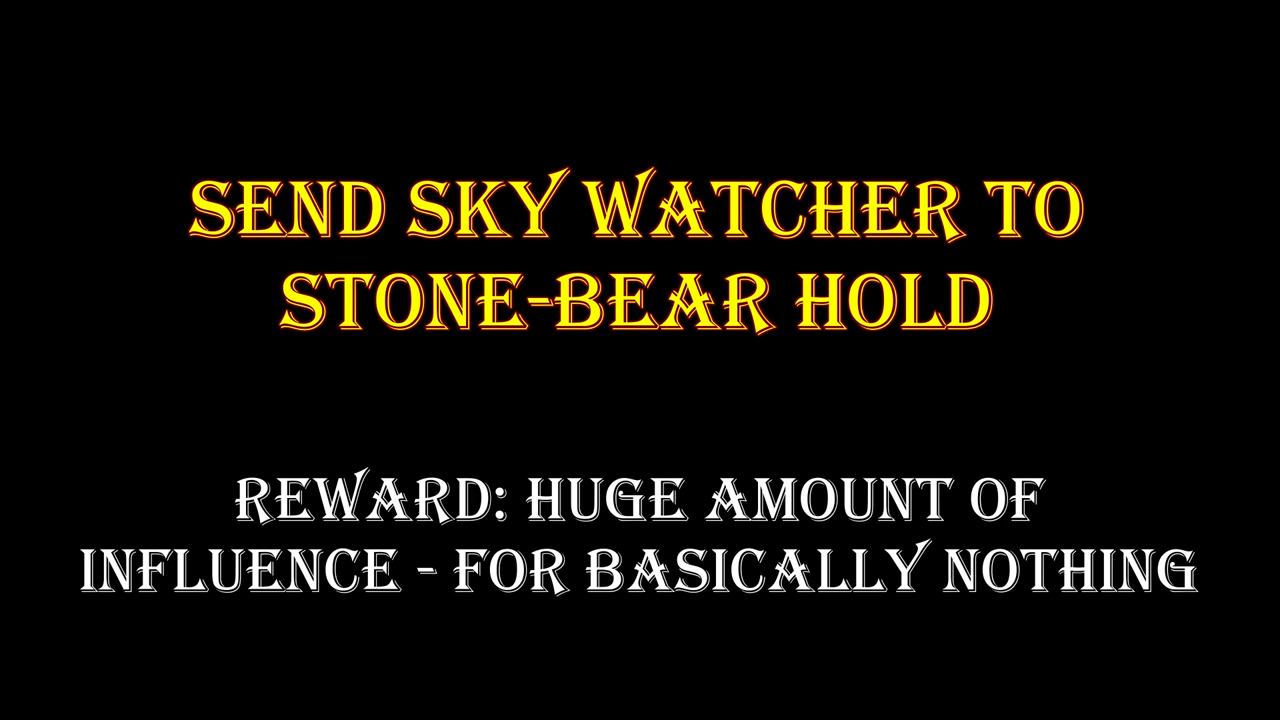 SEND SKY WATCHER TO
STONE-BEAR HOLD
REWARD: HUGE AMOUNT OF
INFLUENCE - FOR BASICALLY NOTHING